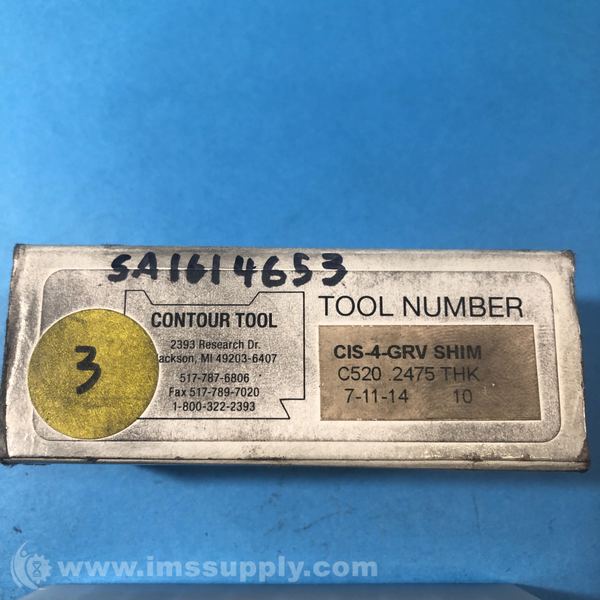 SA1614653
3
CONTOUR TOOL
2393 Research Dr.
ackson, MI 49203-6407
517-787-6806
Fax 517-789-7020
1-800-322-2393
TOOL NUMBER
CIS-4-GRV SHIM
C520 .2475 THK
7-11-14 10
www.imssupply.com